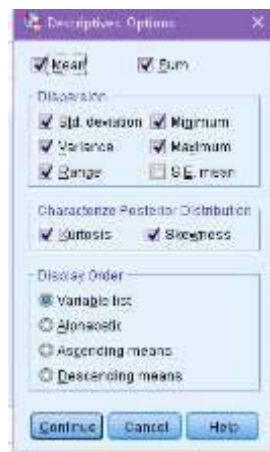 Descriptives: Options
Mean Sum
Dispersion
Std. deviation Minimum
Variance Maximum
Range S.E. mean
Characterize Posterior Distribution
Kurtosis Skewness
Display Order
Variable list
Alphabetic
Ascending means
Descending means
Continue Cancel Help